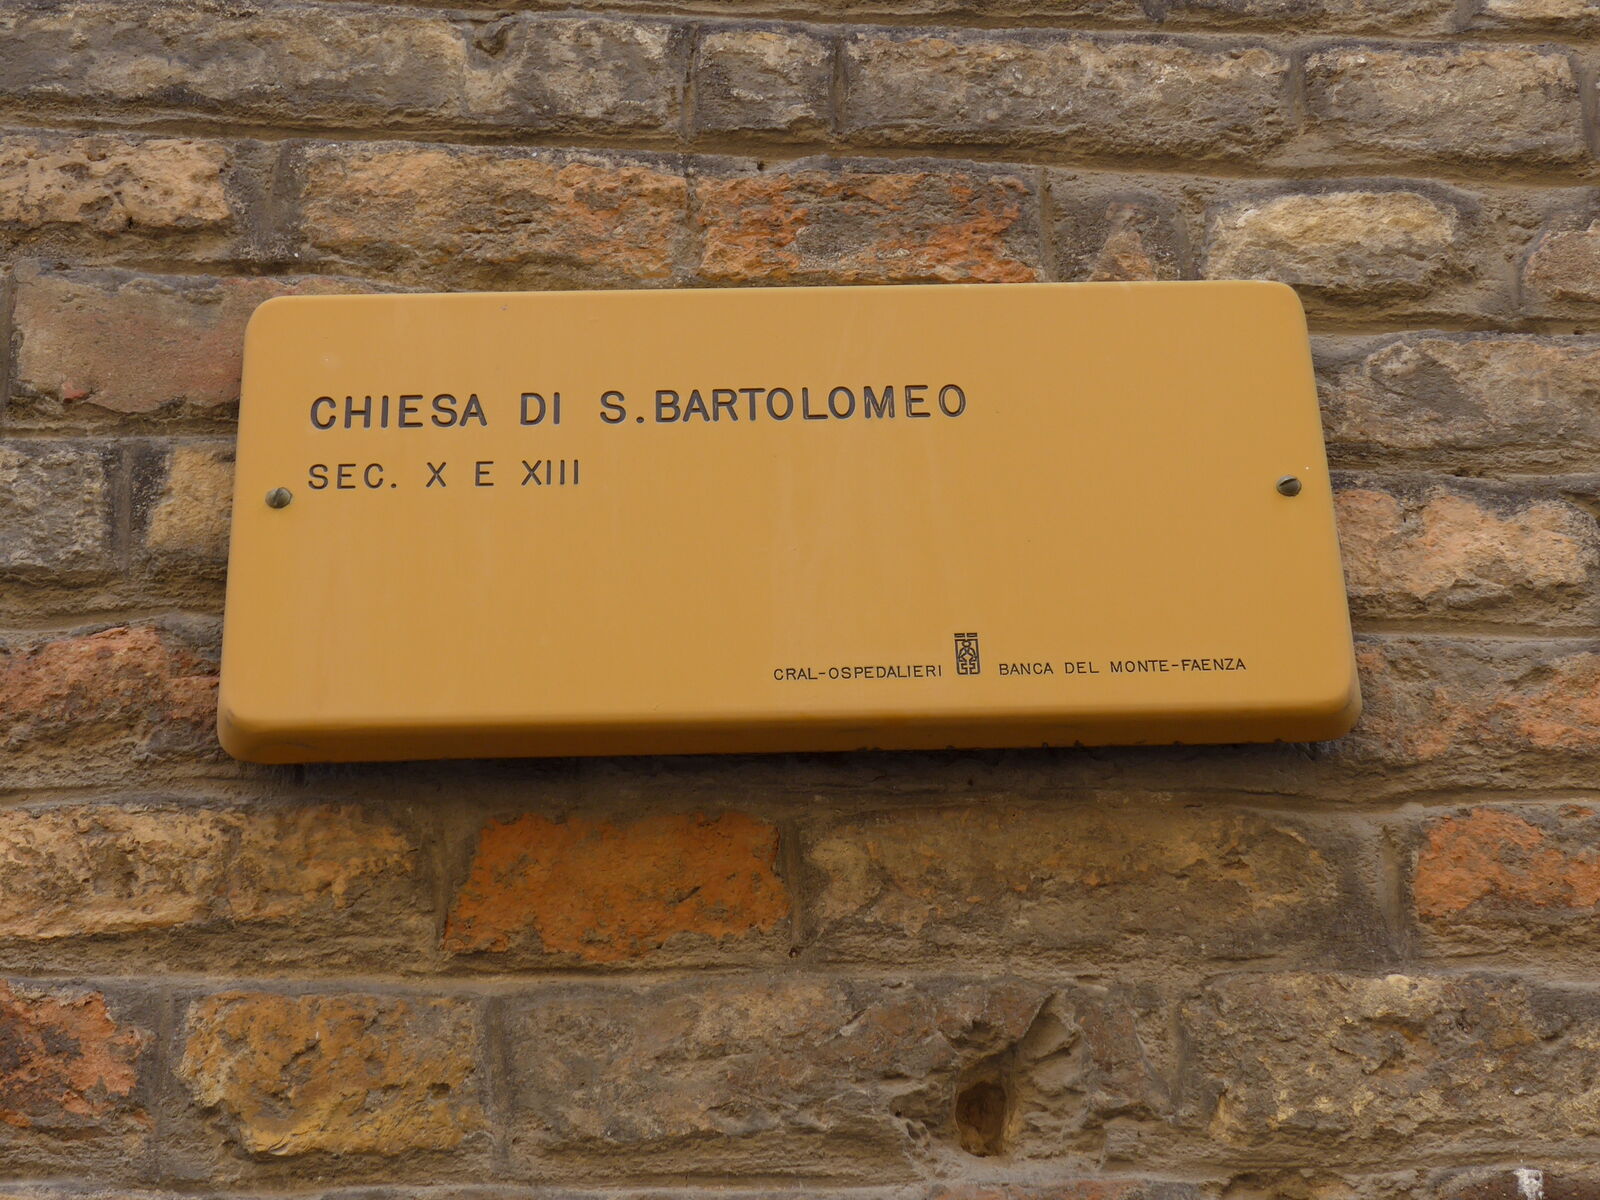 CHIESA DI S.BARTOLOMEO
SEC. X E XIII
CRAL-OSPEDALIERI BANCA DEL MONTE-FAENZA